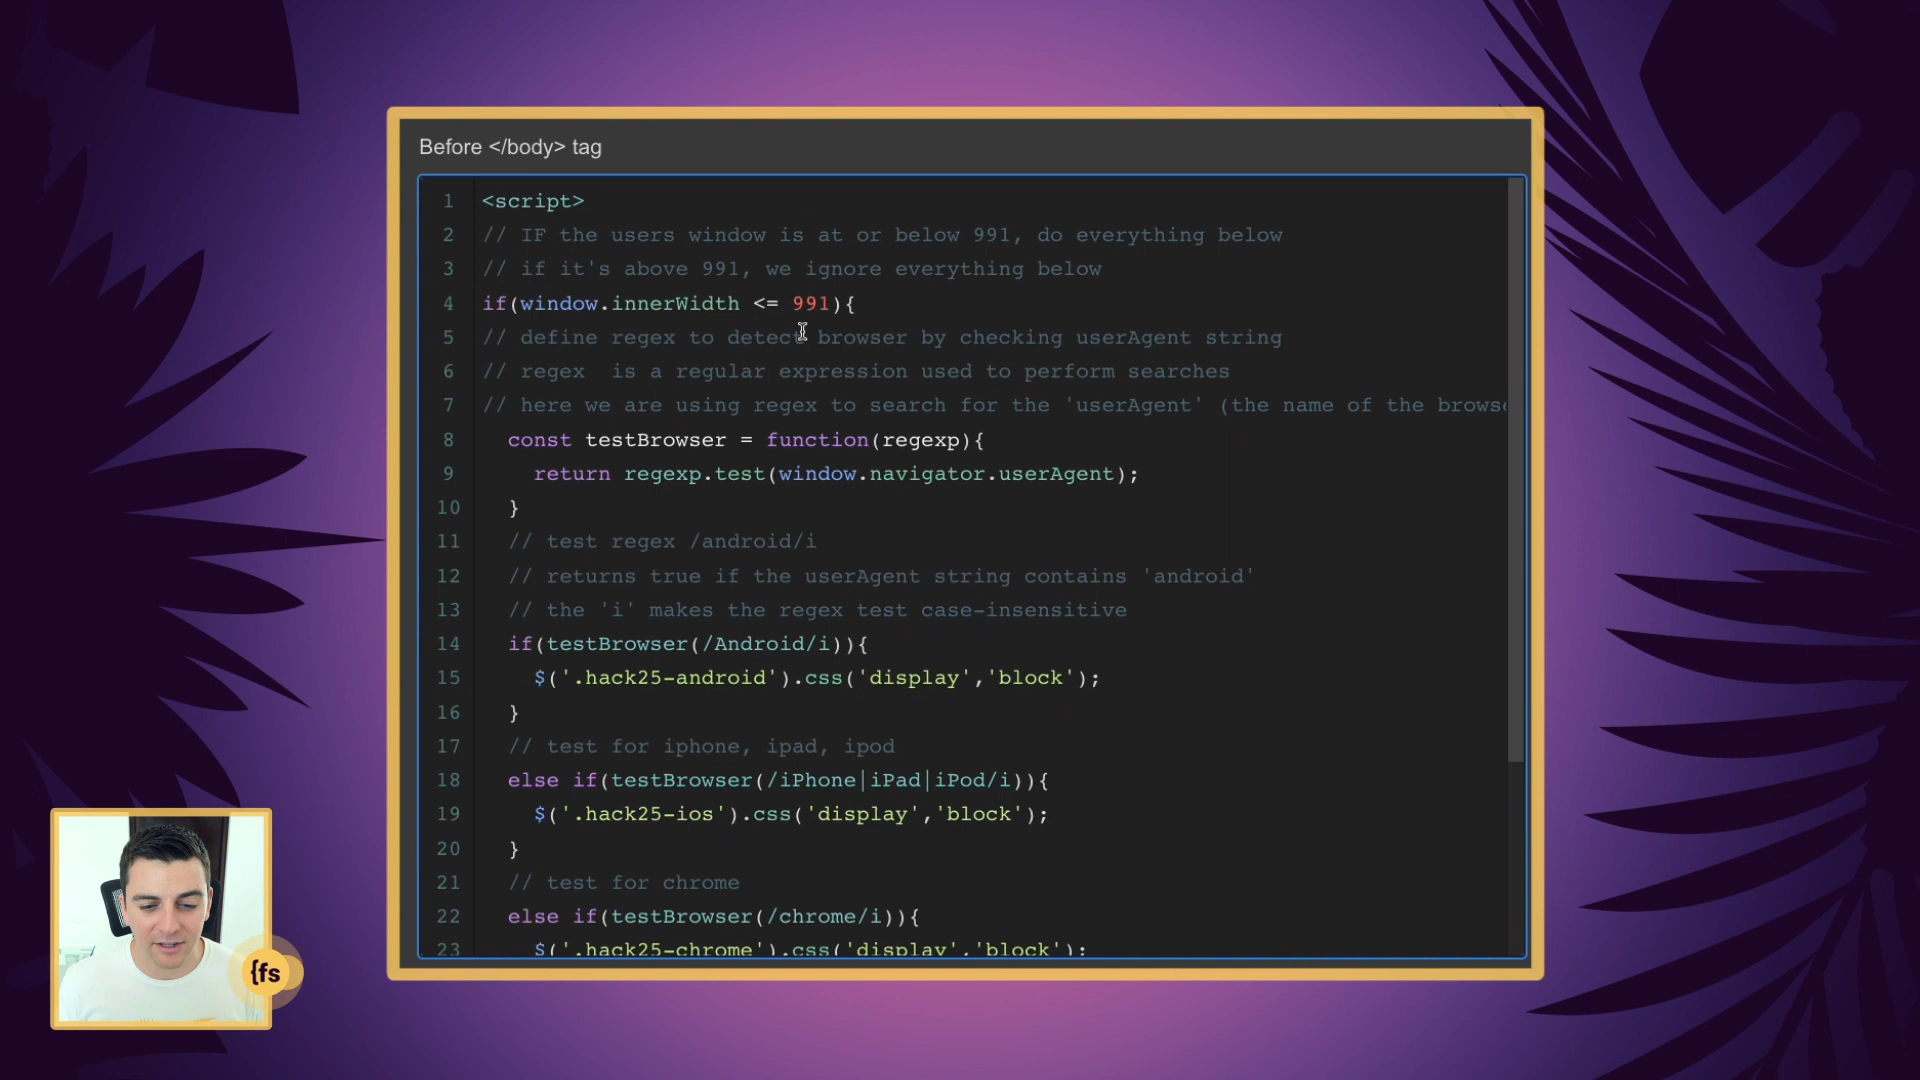 Before </body> tag
1 <script>
2 // IF the users window is at or below 991, do everything below
3 // if it's above 991, we ignore everything below
4 if(window.innerWidth <= 991){
5 // define regex to detect browser by checking userAgent string
6 // regex  is a regular expression used to perform searches
7 // here we are using regex to search for the 'userAgent' (the name of the browse
8   const testBrowser = function(regexp){
9     return regexp.test(window.navigator.userAgent);
10   }
11   // test regex /android/i
12   // returns true if the userAgent string contains 'android'
13   // the 'i' makes the regex test case-insensitive
14   if(testBrowser(/Android/i)){
15     $('.hack25-android').css('display','block');
16   }
17   // test for iphone, ipad, ipod
18   else if(testBrowser(/iPhone|iPad|iPod/i)){
19     $('.hack25-ios').css('display','block');
20   }
21   // test for chrome
22   else if(testBrowser(/chrome/i)){
23     $('.hack25-chrome').css('display','block');
{fs